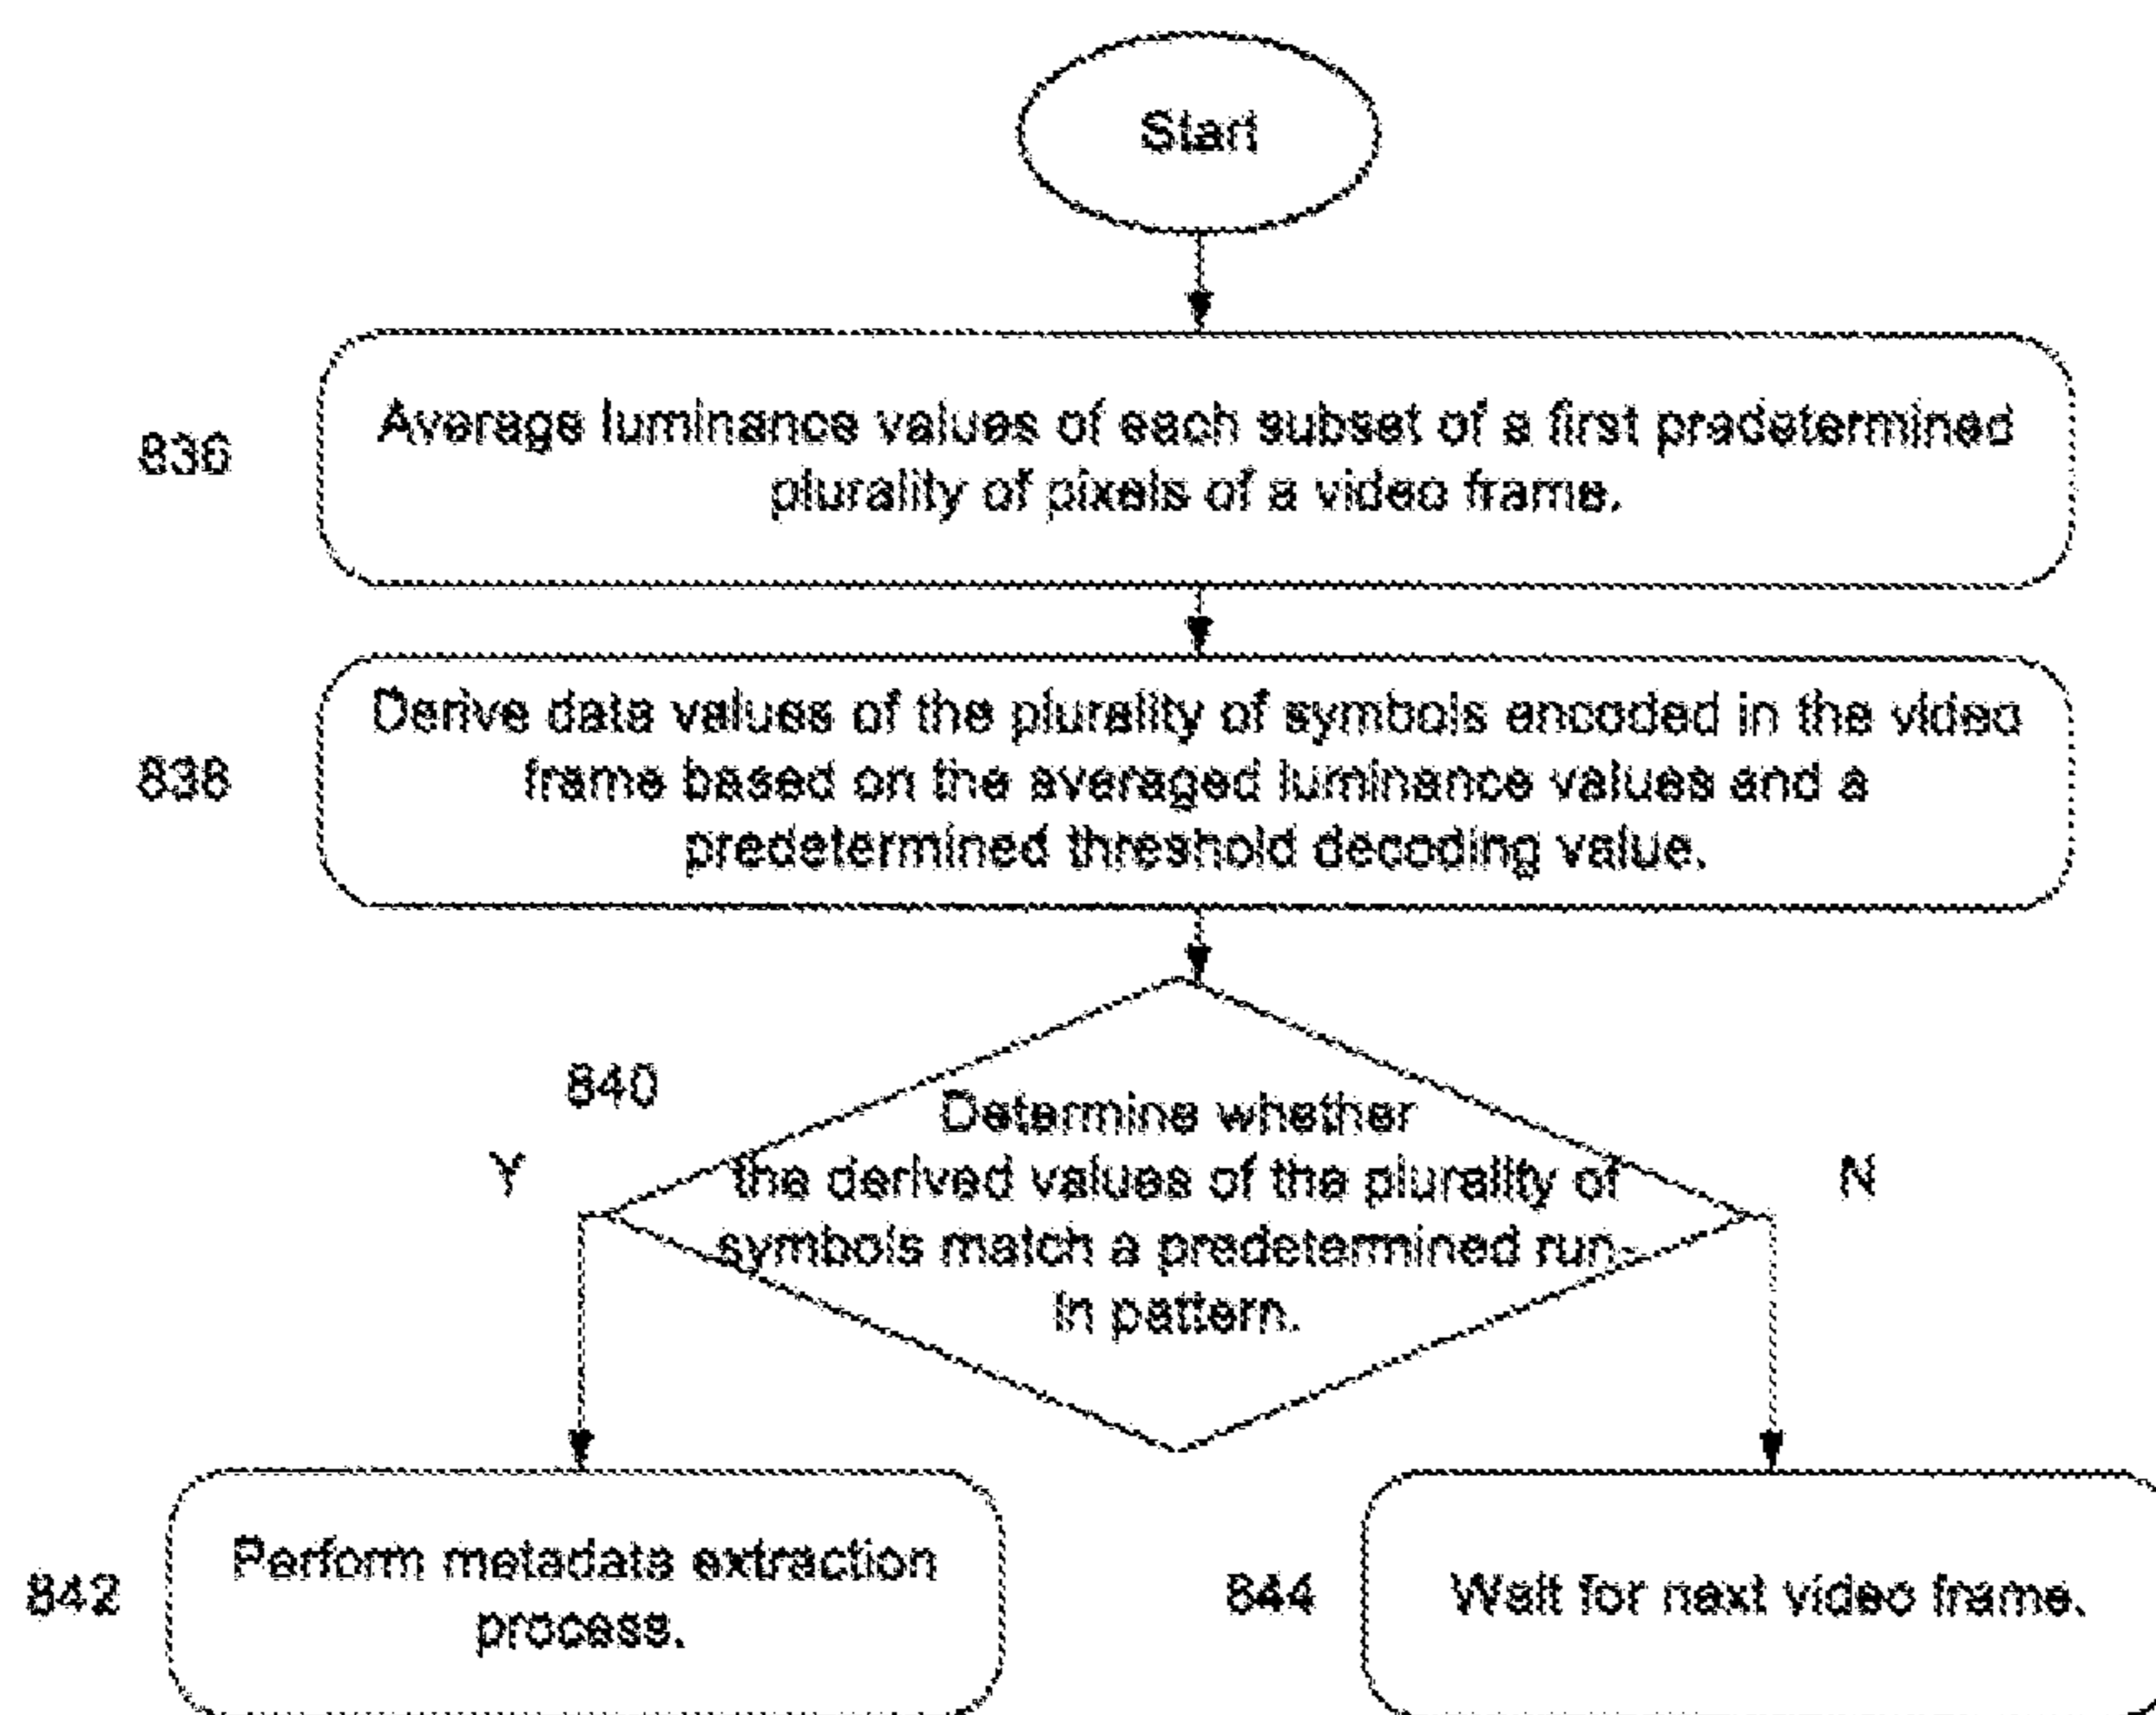 Start
836
Average luminance values of each subset of a first predetermined
plurality of pixels of a video frame.
838
Derive data values of the plurality of symbols encoded in the video
frame based on the averaged luminance values and a
predetermined threshold decoding value.
840
Determine whether
the derived values of the plurality of
symbols match a predetermined run-
in pattern.
Y
N
842
Perform metadata extraction
process.
844
Wait for next video frame.